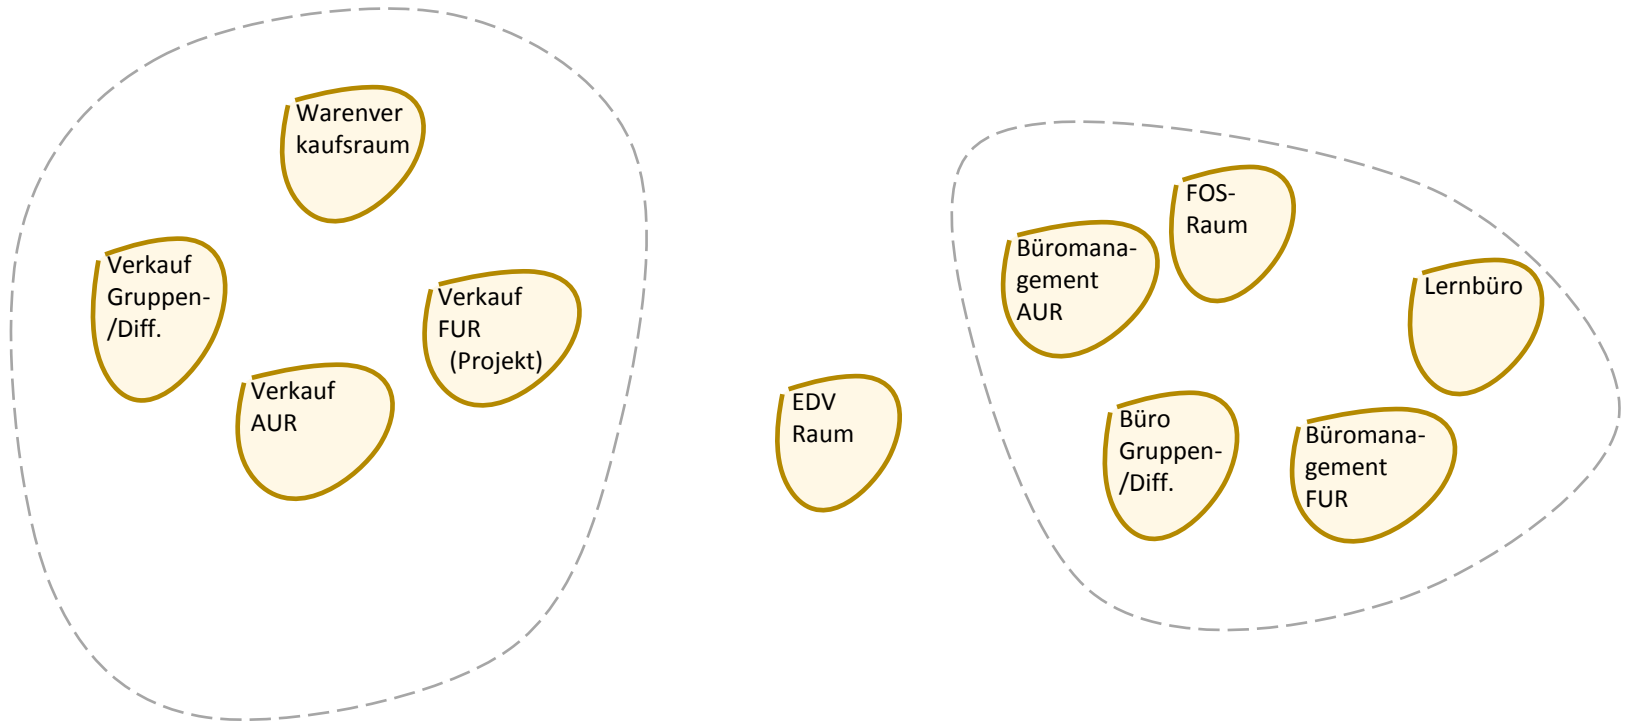 Warenver
kaufsraum
Verkauf
Gruppen-
/Diff.
Verkauf
FUR
(Projekt)
Verkauf
AUR
EDV
Raum
FOS-
Raum
Büromana-
gement
AUR
Lernbüro
Büro
Gruppen-
/Diff.
Büromana-
gement
FUR